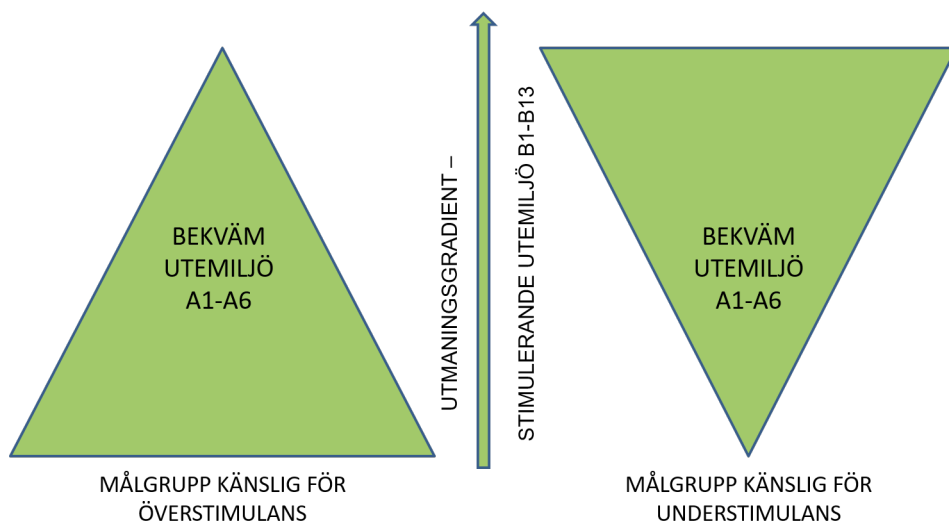 BEKVÄM
UTEMILJÖ
A1-A6
MÅLGRUPP KÄNSLIG FÖR
ÖVERSTIMULANS
UTMANINGSGRADIENT –
STIMULERANDE UTEMILJÖ B1-B13
BEKVÄM
UTEMILJÖ
A1-A6
MÅLGRUPP KÄNSLIG FÖR
UNDERSTIMULANS